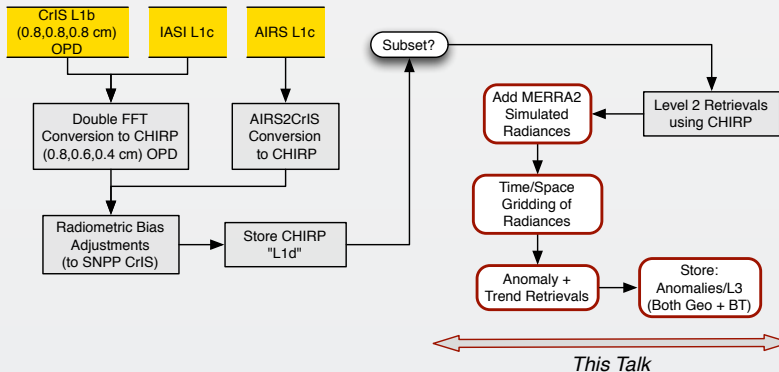 CrIS L1b
(0.8,0.8,0.8 cm)
OPD
IASI L1c
AIRS L1c
Subset?
Double FFT
Conversion to CHIRP
(0.8,0.6,0.4 cm) OPD
AIRS2CrIS
Conversion
to CHIRP
Add MERRA2
Simulated
Radiances
Level 2 Retrievals
using CHIRP
Radiometric Bias
Adjustments
(to SNPP CrIS)
Store CHIRP
"L1d"
Time/Space
Gridding of
Radiances
Anomaly +
Trend Retrievals
Store:
Anomalies/L3
(Both Geo + BT)
This Talk